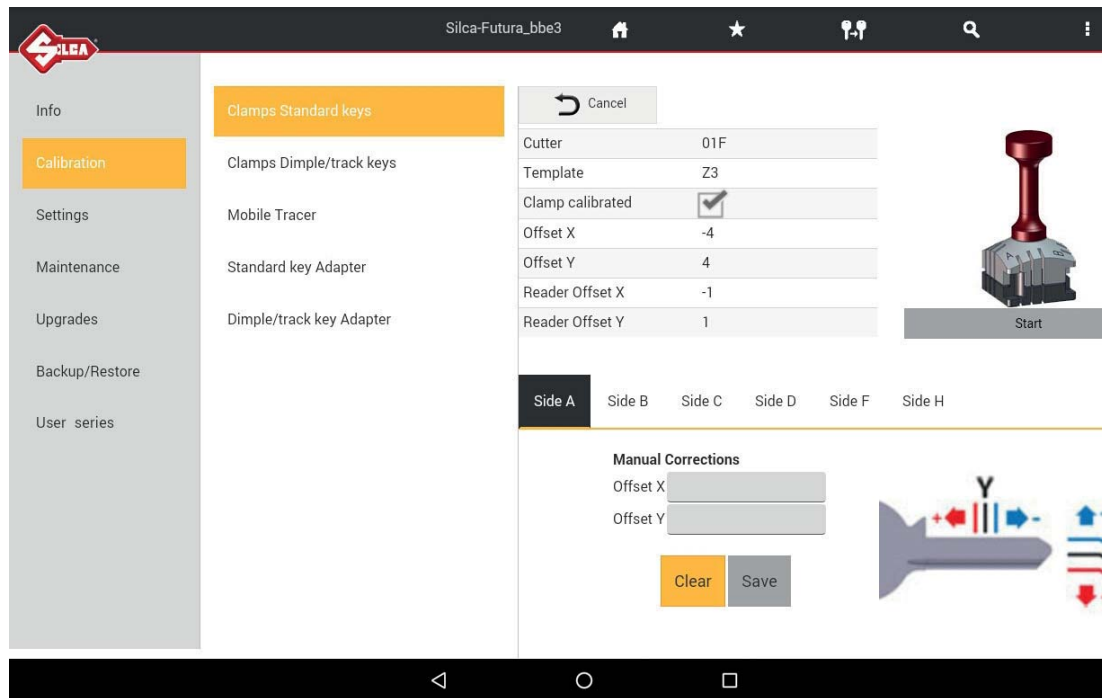 Silca-Futura_bbe3
SILCA
Info
Calibration
Settings
Maintenance
Upgrades
Backup/Restore
User series
Clamps Standard keys
Clamps Dimple/track keys
Mobile Tracer
Standard key Adapter
Dimple/track key Adapter
Cancel
Cutter 01F
Template Z3
Clamp calibrated
Offset X -4
Offset Y 4
Reader Offset X -1
Reader Offset Y 1
A B
Start
Side A Side B Side C Side D Side F Side H
Manual Corrections
Offset X
Offset Y
Clear Save
Y
+ -